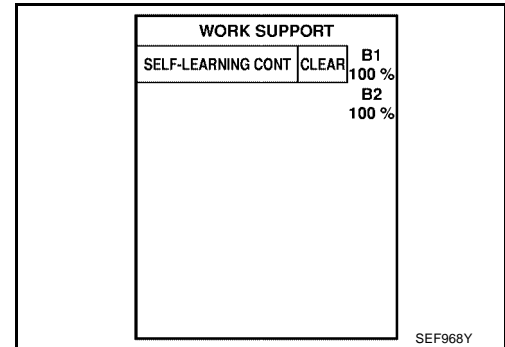 WORK SUPPORT
SELF-LEARNING CONT CLEAR B1
100 %
B2
100 %
SEF968Y